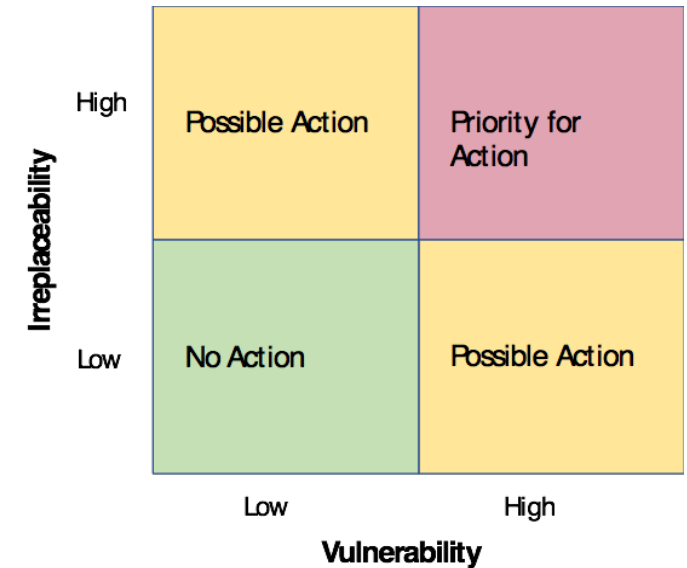 High
Possible Action
Priority for
Action
Irreplaceability
Low
No Action
Possible Action
Low
High
Vulnerability